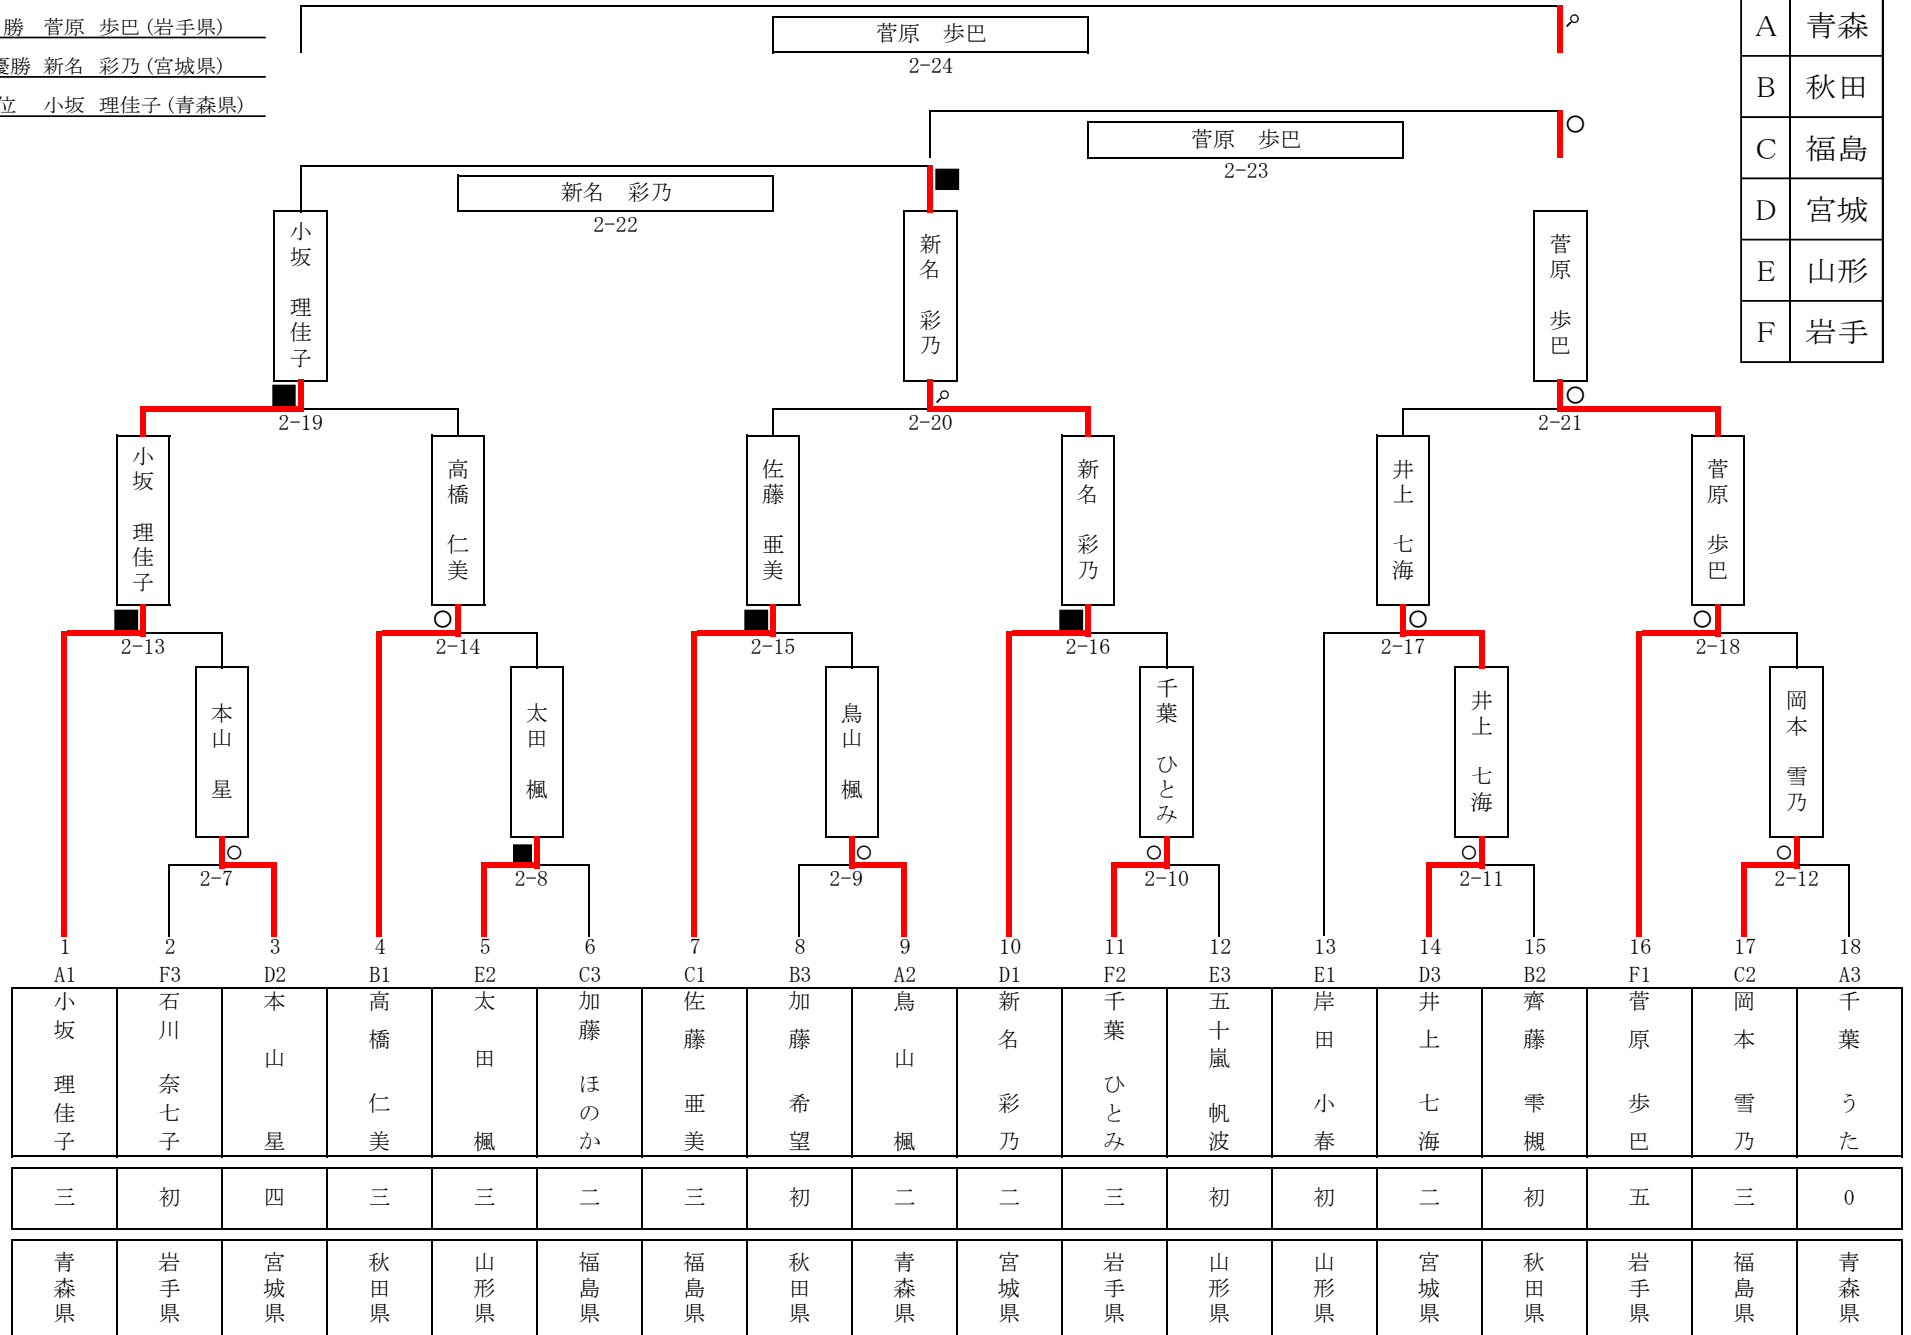 勝 菅原 歩巴(岩手県)
優勝 新名 彩乃(宮城県)
位 小坂 理佳子(青森県)
菅原 歩巴
2-24
菅原 歩巴
2-23
新名 彩乃
2-22
A 青森
B 秋田
C 福島
D 宮城
E 山形
F 岩手
小坂 理佳子
新名 彩乃
菅原 歩巴
2-19
2-20
2-21
小坂 理佳子
高橋 仁美
佐藤 亜美
新名 彩乃
井上 七海
菅原 歩巴
2-13
2-14
2-15
2-16
2-17
2-18
本山 星
太田 楓
鳥山 楓
千葉 ひとみ
井上 七海
岡本 雪乃
2-7
2-8
2-9
2-10
2-11
2-12
1 2 3 4 5 6 7 8 9 10 11 12 13 14 15 16 17 18
A1 F3 D2 B1 E2 C3 C1 B3 A2 D1 F2 E3 E1 D3 B2 F1 C2 A3
小坂 理佳子
石川 奈七子
本山 星
高橋 仁美
太田 楓
加藤 ほのか
佐藤 亜美
加藤 希望
鳥山 楓
新名 彩乃
千葉 ひとみ
五十嵐 帆波
岸田 小春
井上 七海
齊藤 雫槻
菅原 歩巴
岡本 雪乃
千葉 うた
三 初 四 三 三 二 三 初 二 二 三 初 初 二 初 五 三 0
青森県
岩手県
宮城県
秋田県
山形県
福島県
福島県
秋田県
青森県
宮城県
岩手県
山形県
山形県
宮城県
秋田県
岩手県
福島県
青森県